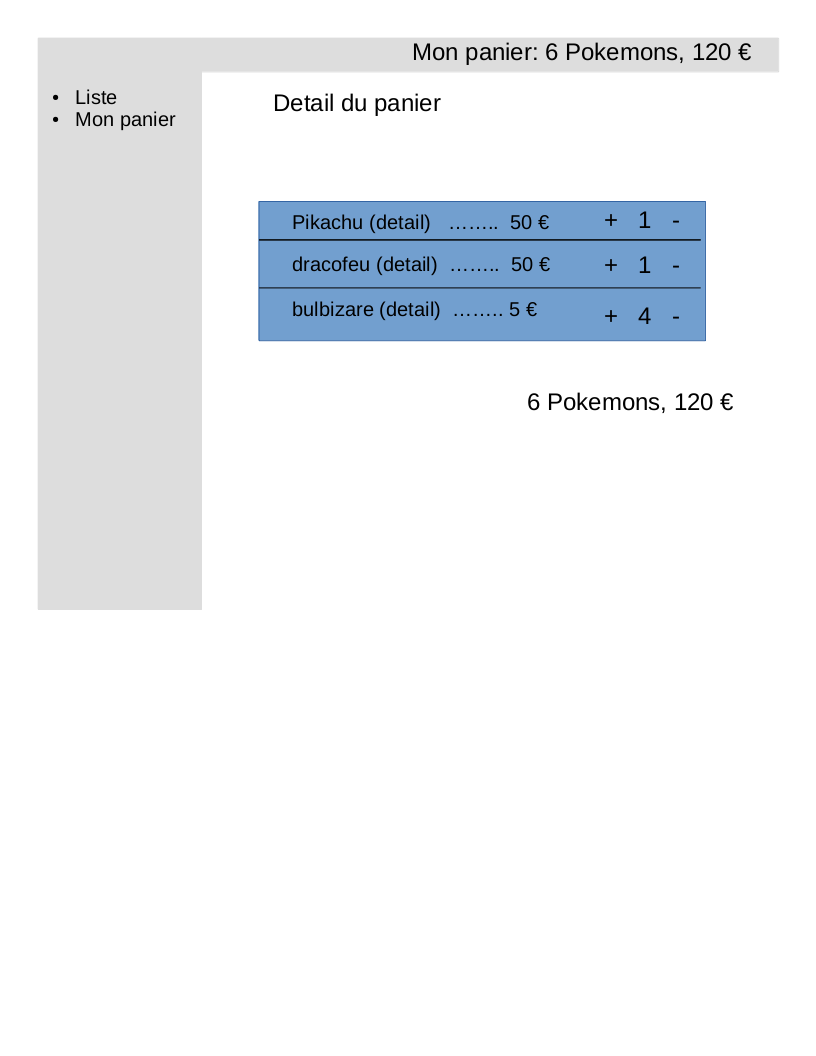 Mon panier: 6 Pokemons, 120 €
• Liste
• Mon panier
Detail du panier
Pikachu (detail) …….. 50 € + 1 -
dracofeu (detail) …….. 50 € + 1 -
bulbizare (detail) …….. 5 € + 4 -
6 Pokemons, 120 €